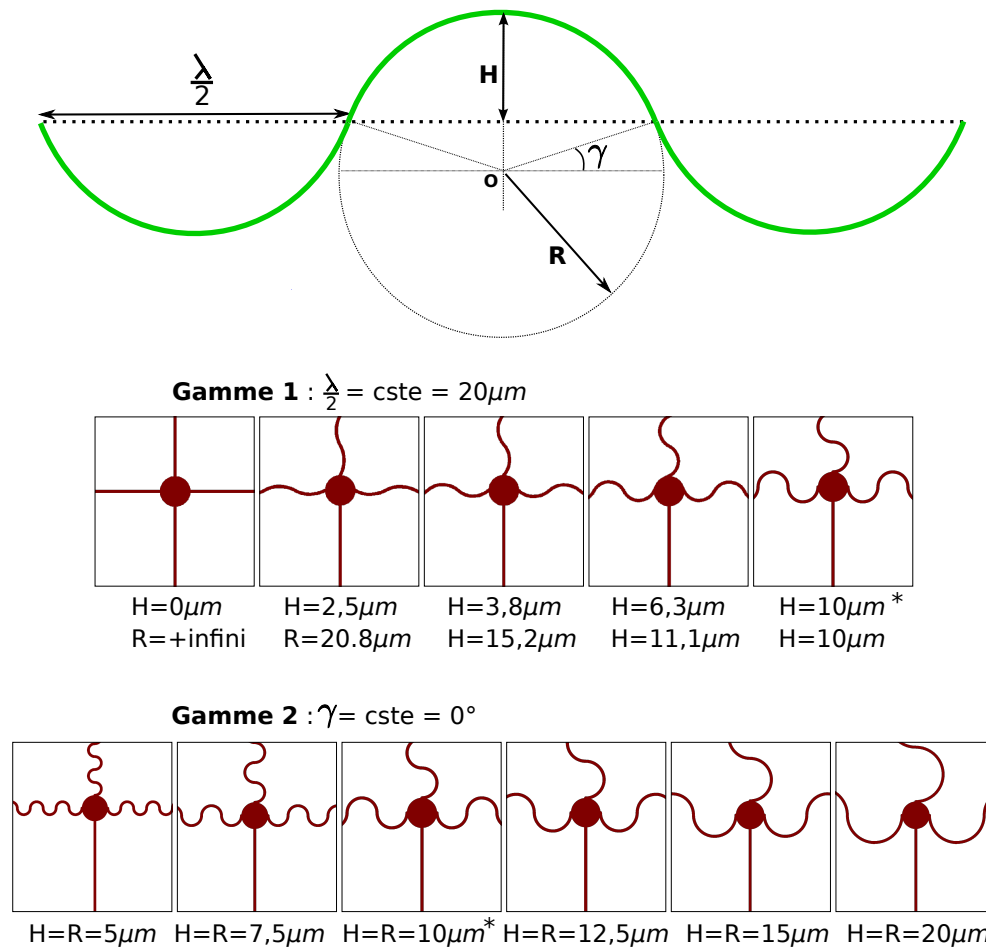 λ/2
H
γ
O
R
Gamme 1 : λ/2 = cste = 20μm
H=0μm
R=+infini
H=2,5μm
R=20.8μm
H=3,8μm
H=15,2μm
H=6,3μm
H=11,1μm
H=10μm *
H=10μm
Gamme 2 : γ= cste = 0°
H=R=5μm
H=R=7,5μm
H=R=10μm*
H=R=12,5μm
H=R=15μm
H=R=20μm